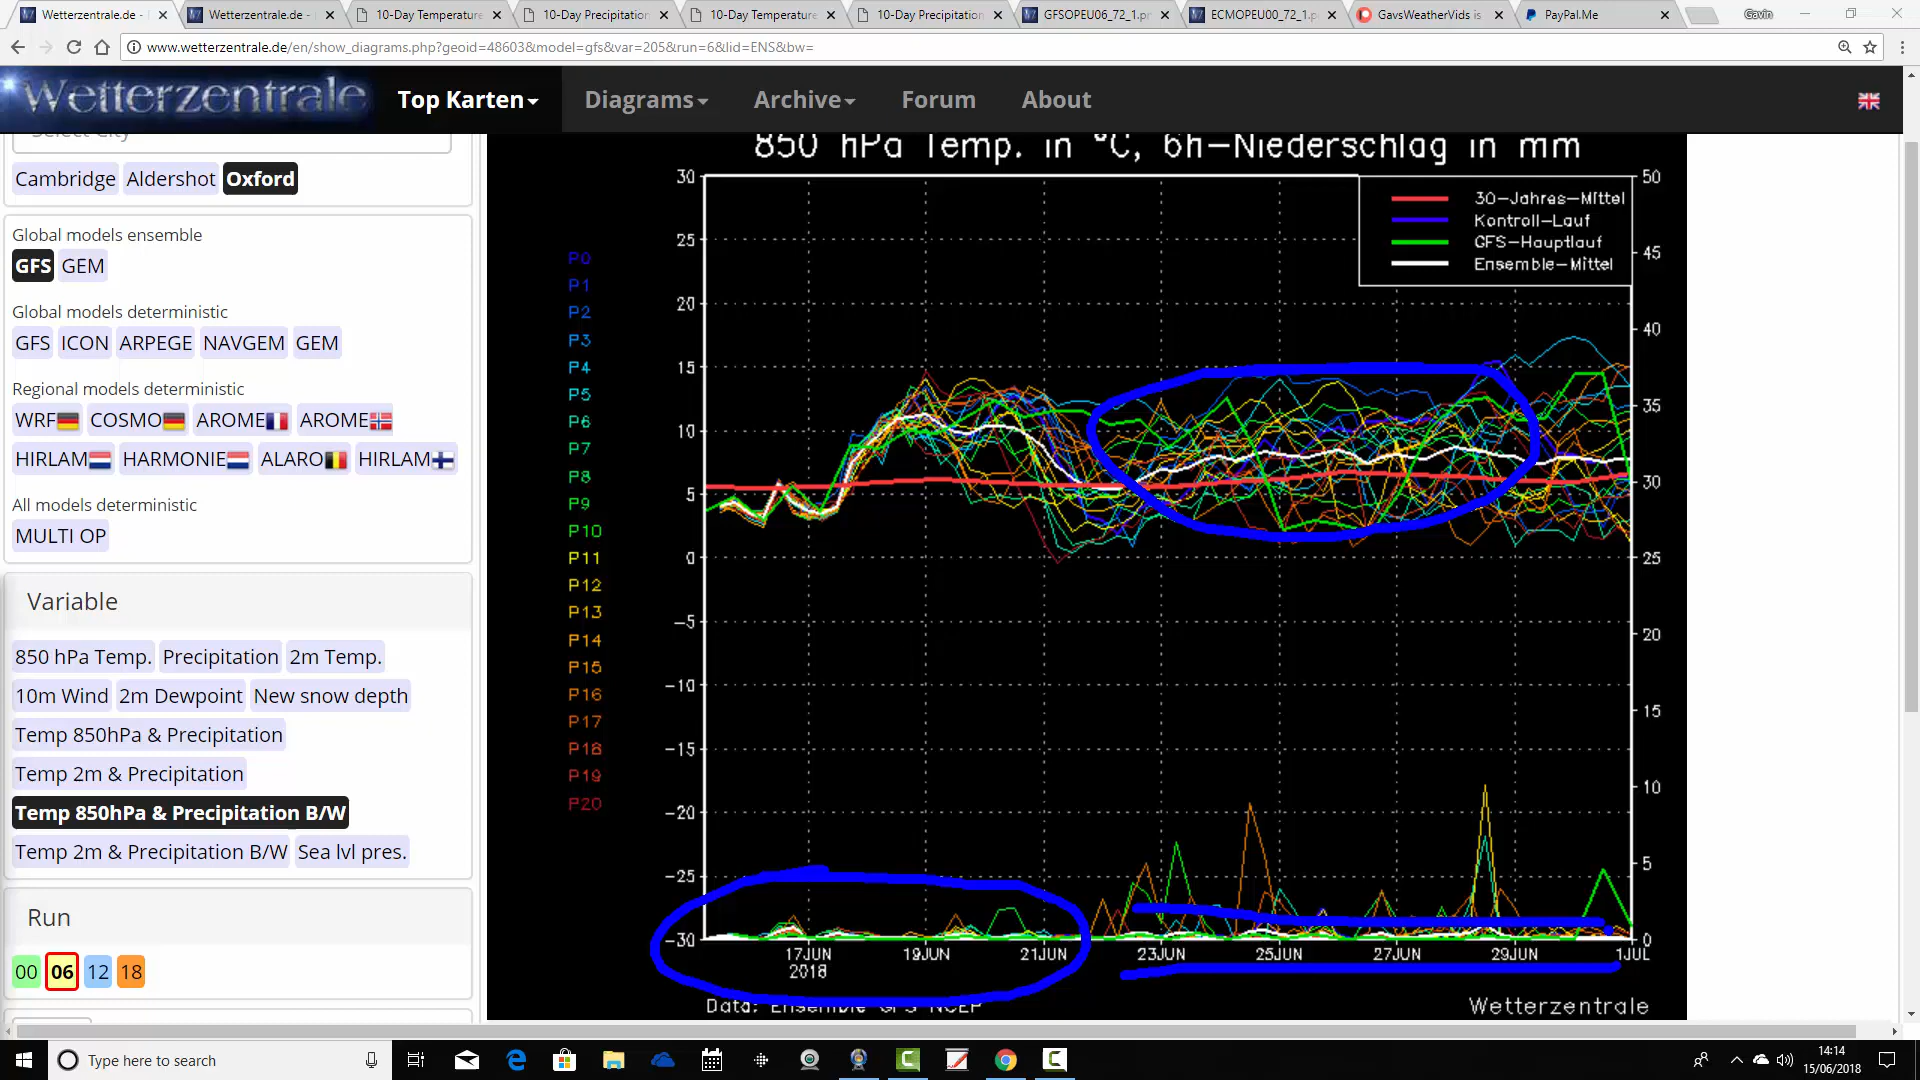 Wetterzentrale.de -
Wetterzentrale.de -
10-Day Temperature
10-Day Precipitation
10-Day Temperature
10-Day Precipitation
GFSOPEU06_72_1.p
ECMOPEU00_72_1.p
GavsWeatherVids is
PayPal.Me
Gavin
www.wetterzentrale.de/en/show_diagrams.php?geoid=48603&model=gfs&var=205&run=6&lid=ENS&bw=
Wetterzentrale
Top Karten
Diagrams
Archive
Forum
About
Select City
Cambridge Aldershot Oxford
Global models ensemble
GFS GEM
Global models deterministic
GFS ICON ARPEGE NAVGEM GEM
Regional models deterministic
WRF COSMO AROME AROME
HIRLAM HARMONIE ALARO HIRLAM
All models deterministic
MULTI OP
Variable
850 hPa Temp. Precipitation 2m Temp.
10m Wind 2m Dewpoint New snow depth
Temp 850hPa & Precipitation
Temp 2m & Precipitation
Temp 850hPa & Precipitation B/W
Temp 2m & Precipitation B/W Sea lvl pres.
Run
00 06 12 18
850 hPa Temp. in °C, 6h-Niederschlag in mm
30-Jahres-Mittel
Kontroll-Lauf
GFS-Hauptlauf
Ensemble-Mittel
P0
P1
P2
P3
P4
P5
P6
P7
P8
P9
P10
P11
P12
P13
P14
P15
P16
P17
P18
P19
P20
30
25
20
15
10
5
0
-5
-10
-15
-20
-25
-30
50
45
40
35
30
25
20
15
10
5
0
17JUN 19JUN 21JUN 23JUN 25JUN 27JUN 29JUN 1JUL
2018
Data: Ensemble GFS NCEP
Wetterzentrale
Type here to search
14:14
15/06/2018